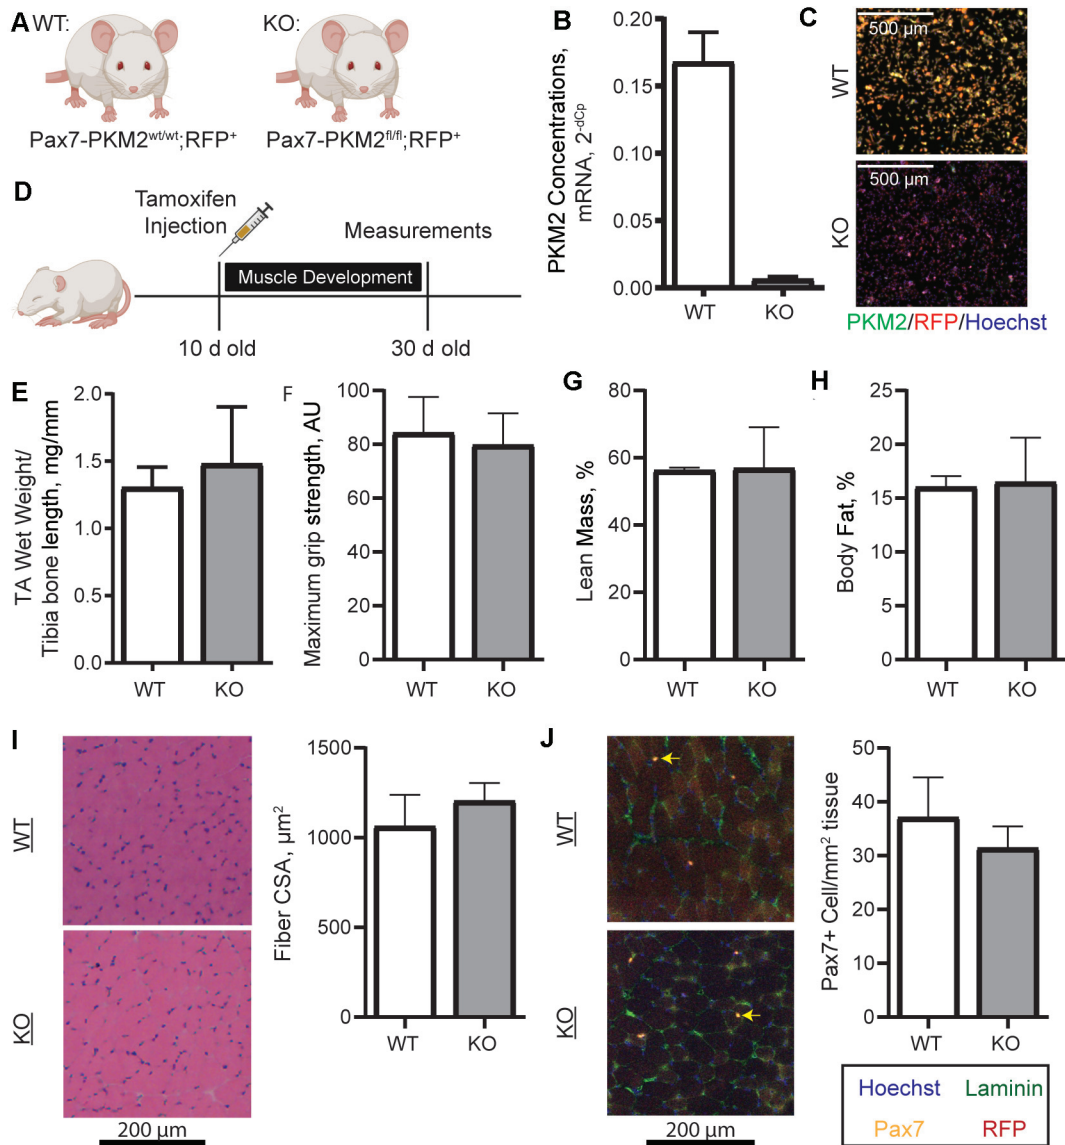 A
WT:
KO:
Pax7-PKM2wt/wt;RFP+
Pax7-PKM2fl/fl;RFP+
B
PKM2 Concentrations,
mRNA, 2-dCp
0.20
0.15
0.10
0.05
0.00
WT
KO
C
500 µm
WT
500 µm
KO
PKM2/RFP/Hoechst
D
Tamoxifen
Injection
Measurements
Muscle Development
10 d old
30 d old
E
TA Wet Weight/
Tibia bone length, mg/mm
2.0
1.5
1.0
0.5
0.0
WT
KO
F
Maximum grip strength, AU
100
80
60
40
20
0
WT
KO
G
Lean Mass, %
80
60
40
20
0
WT
KO
H
Body Fat, %
25
20
15
10
5
0
WT
KO
I
WT
KO
200 µm
Fiber CSA, µm2
1500
1000
500
0
WT
KO
J
WT
KO
200 µm
Pax7+ Cell/mm2 tissue
50
40
30
20
10
0
WT
KO
Hoechst
Laminin
Pax7
RFP